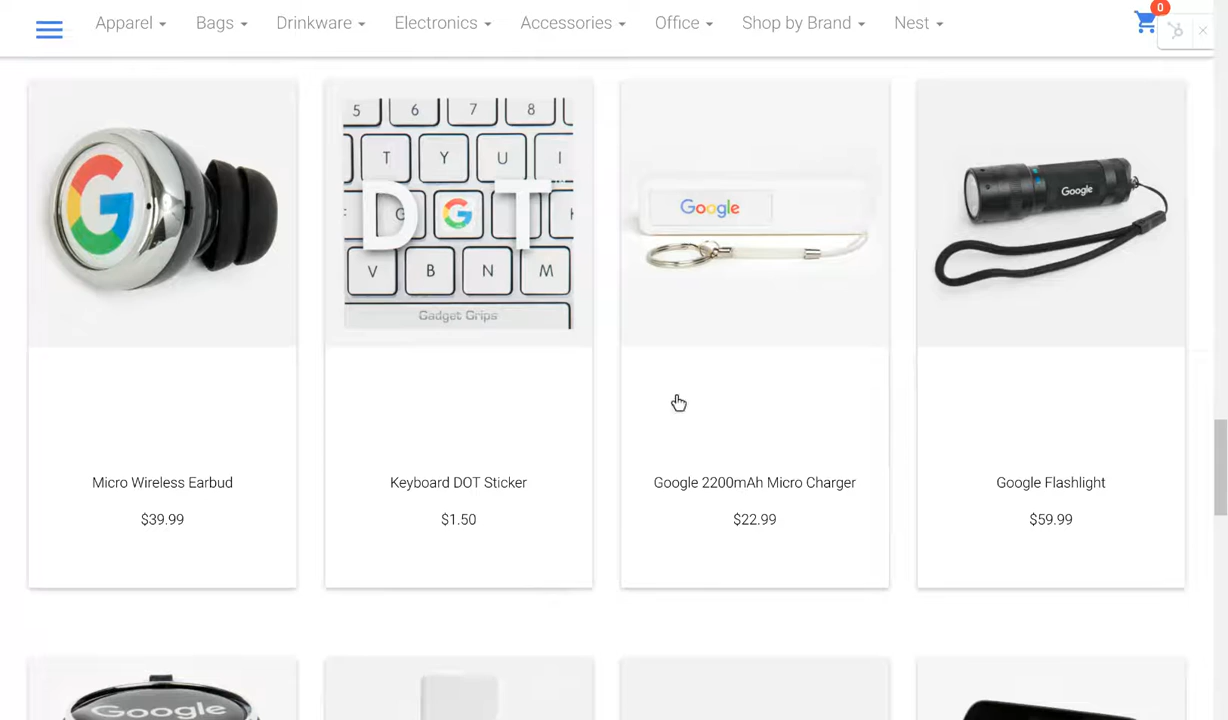 Apparel Bags Drinkware Electronics Accessories Office Shop by Brand Nest 0
G
5 6 7 8
T Y U I
D G G T
V B N M
Gadget Grips
Google
Google
Micro Wireless Earbud
Keyboard DOT Sticker
Google 2200mAh Micro Charger
Google Flashlight
$39.99
$1.50
$22.99
$59.99
Google